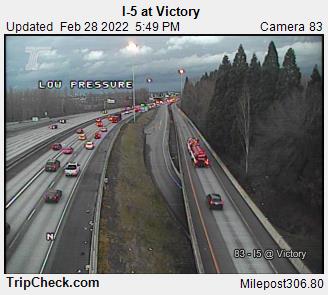 I-5 at Victory
Updated Feb 28 2022 5:49 PM Camera 83
Tr
LOW PRESSURE
N
83 - I5 @ Victory
TripCheck.com Milepost306.80